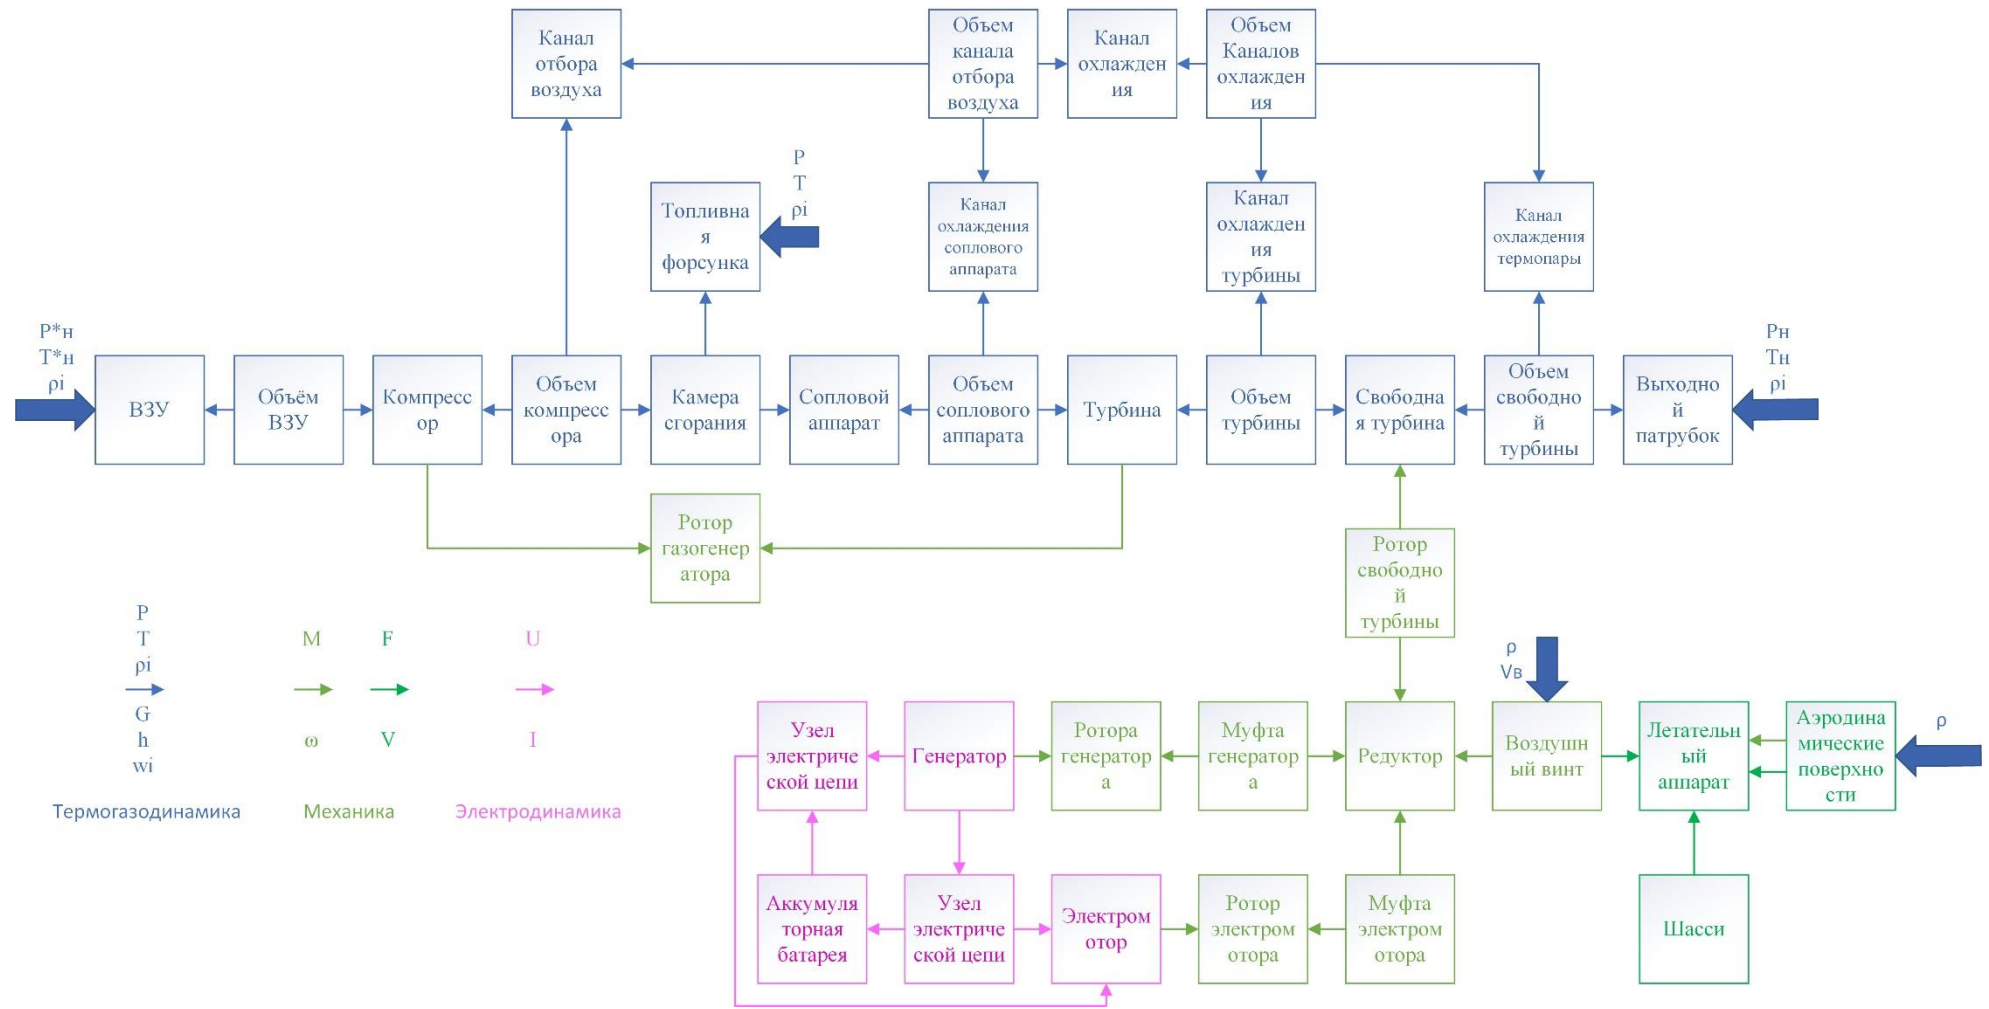 Канал
отбора
воздуха
Объем
канала
отбора
воздуха
Канал
охлажден
ия
Объем
Каналов
охлажден
ия
P
T
ρi
Топливна
я
форсунка
Канал
охлаждения
соплового
аппарата
Канал
охлажден
ия
турбины
Канал
охлаждения
термопары
P*н
T*н
ρi
ВЗУ
Объём
ВЗУ
Компресс
ор
Объем
компресс
ора
Камера
сгорания
Сопловой
аппарат
Объем
соплового
аппарата
Турбина
Объем
турбины
Свободна
я турбина
Объем
свободно
й
турбины
Выходно
й
патрубок
Pн
Tн
ρi
Ротор
газогенер
атора
Ротор
свободно
й
турбины
P
T
ρi
G
h
wi
Термогазодинамика
M
ω
F
V
Механика
U
I
Электродинамика
ρ
Vв
Узел
электриче
ской цепи
Генератор
Ротора
генератор
а
Муфта
генератор
а
Редуктор
Воздушн
ый винт
Летательн
ый
аппарат
Аэродина
мические
поверхно
сти
ρ
Аккумуля
торная
батарея
Узел
электриче
ской цепи
Электром
отор
Ротор
электром
отора
Муфта
электром
отора
Шасси